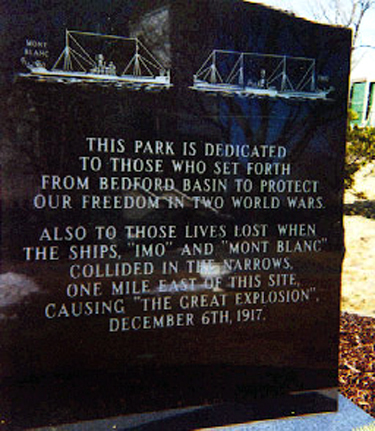 MONT
BLANC
IMO
THIS PARK IS DEDICATED
TO THOSE WHO SET FORTH
FROM BEDFORD BASIN TO PROTECT
OUR FREEDOM IN TWO WORLD WARS.
ALSO TO THOSE LIVES LOST WHEN
THE SHIPS, "IMO" AND "MONT BLANC"
COLLIDED IN THE NARROWS,
ONE MILE EAST OF THIS SITE,
CAUSING "THE GREAT EXPLOSION",
DECEMBER 6TH, 1917.